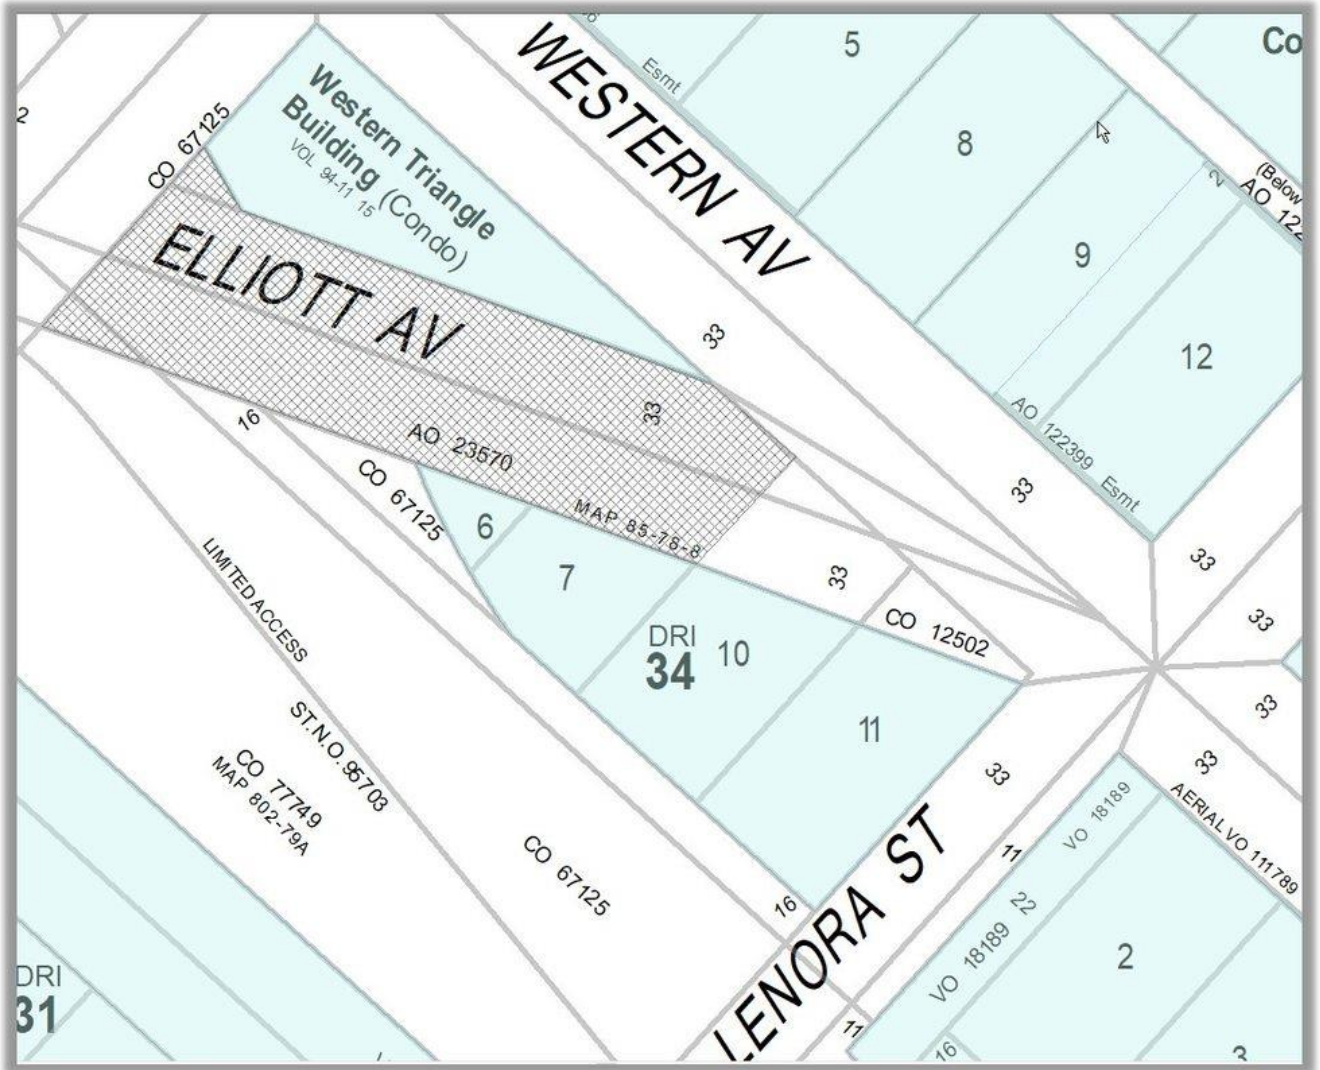 5
Co
Esmt
WESTERN AV
Western Triangle
Building (Condo)
VOL 94-11 15
CO 67125
2
8
2
(Below
AO 122
9
12
ELLIOTT AV
33
33
AO 122399 Esmt
33
16
AO 23570
CO 67125
MAP 85-76-8
6
7
33
33
33
CO 12502
DRI
34
10
11
LIMITED ACCESS
ST.N.O. 95703
CO 77749
MAP 802-79A
CO 67125
33
33
33
AERIAL VO 111789
VO 18189
11
22
VO 18189
LENORA ST
16
2
11
16
3
DRI
31